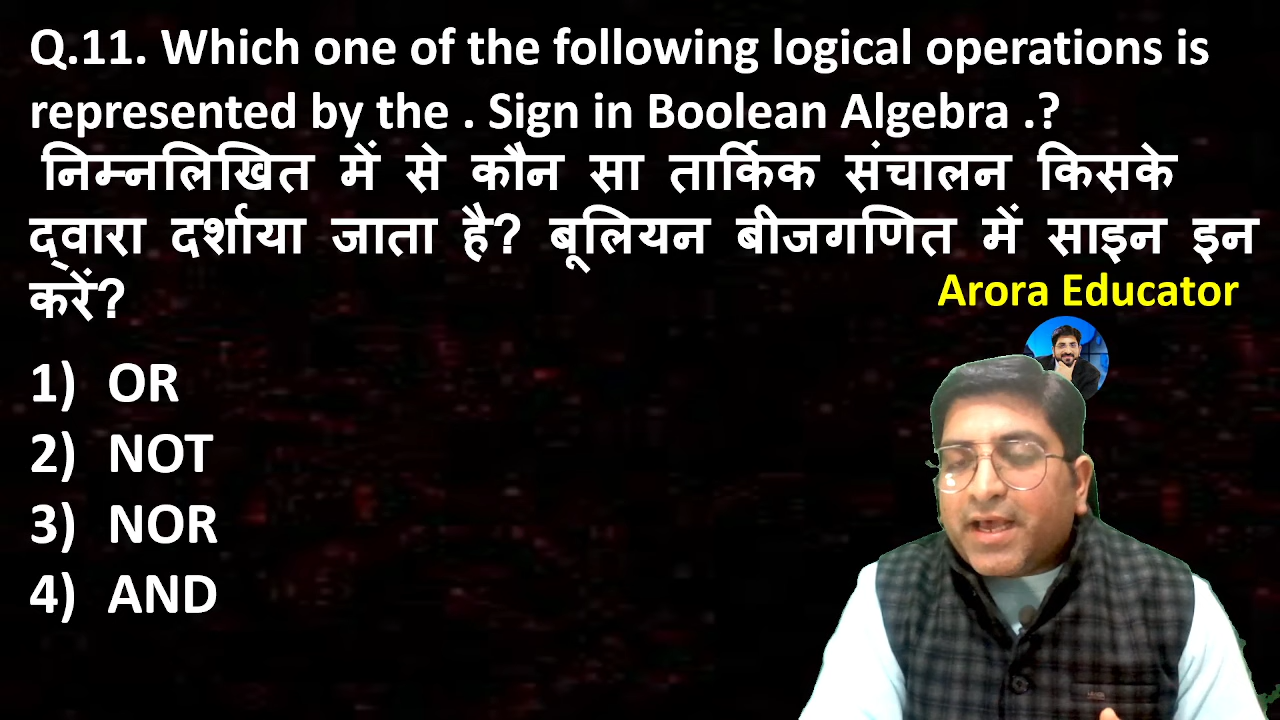 Q.11. Which one of the following logical operations is
represented by the . Sign in Boolean Algebra .?
निम्नलिखित में से कौन सा तार्किक संचालन किसके
द्वारा दर्शाया जाता है? बूलियन बीजगणित में साइन इन
करें?
Arora Educator
1) OR
2) NOT
3) NOR
4) AND